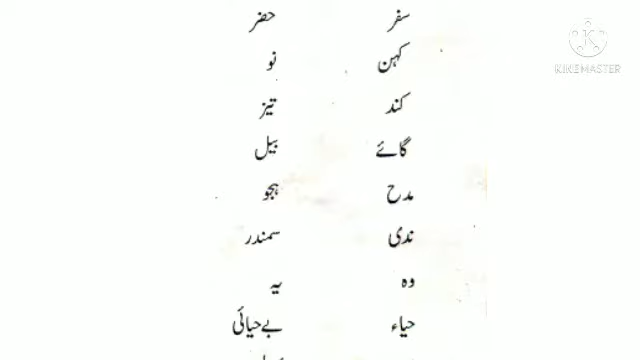 سفر حضر
کہن نو
کند تیز
گائے بیل
مدح ہجو
ندی سمندر
وہ یہ
حیاء بے حیائی
KINEMASTER